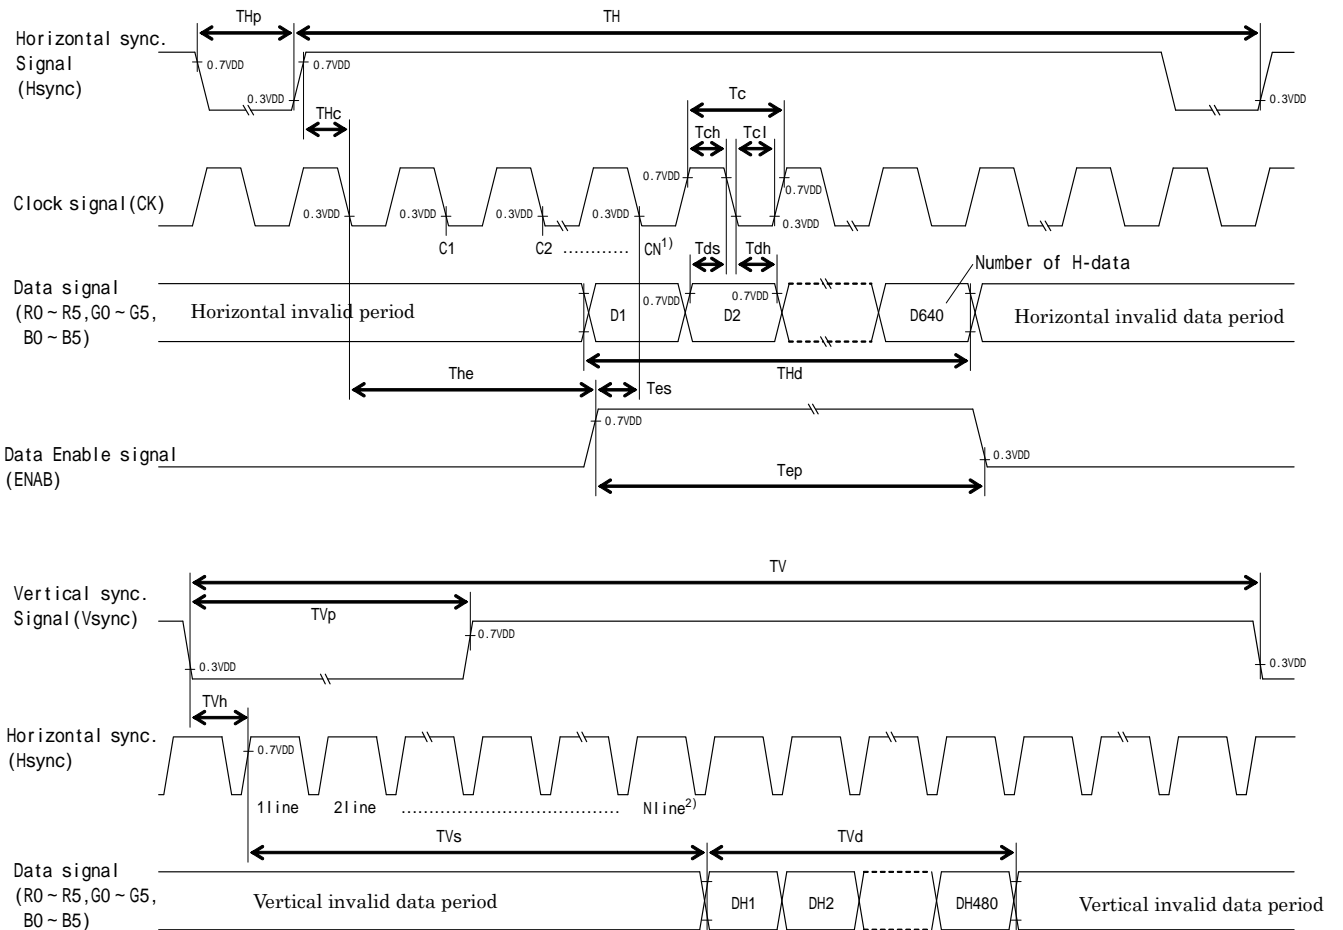 THp
TH
Horizontal sync.
Signal
(Hsync)
0.7VDD
0.7VDD
0.3VDD
0.3VDD
THc
Tc
Tch
Tcl
Clock signal(CK)
0.7VDD
0.7VDD
0.3VDD
0.3VDD
0.3VDD
0.3VDD
0.3VDD
C1
C2
............
CN1)
Tds
Tdh
Number of H-data
Data signal
(R0~R5,G0~G5,
B0~B5)
Horizontal invalid period
0.7VDD
0.7VDD
D1
D2
D640
Horizontal invalid data period
The
Tes
THd
0.7VDD
Data Enable signal
(ENAB)
0.3VDD
Tep
TV
Vertical sync.
Signal(Vsync)
TVp
0.7VDD
0.3VDD
0.3VDD
TVh
Horizontal sync.
(Hsync)
0.7VDD
1line
2line
.....................................
Nline2)
TVs
TVd
Data signal
(R0~R5,G0~G5,
B0~B5)
Vertical invalid data period
DH1
DH2
DH480
Vertical invalid data period